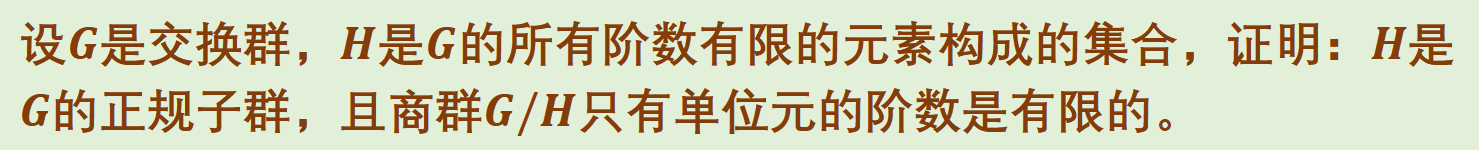 设G是交换群，H是G的所有阶数有限的元素构成的集合，证明：H是
G的正规子群，且商群G/H只有单位元的阶数是有限的。